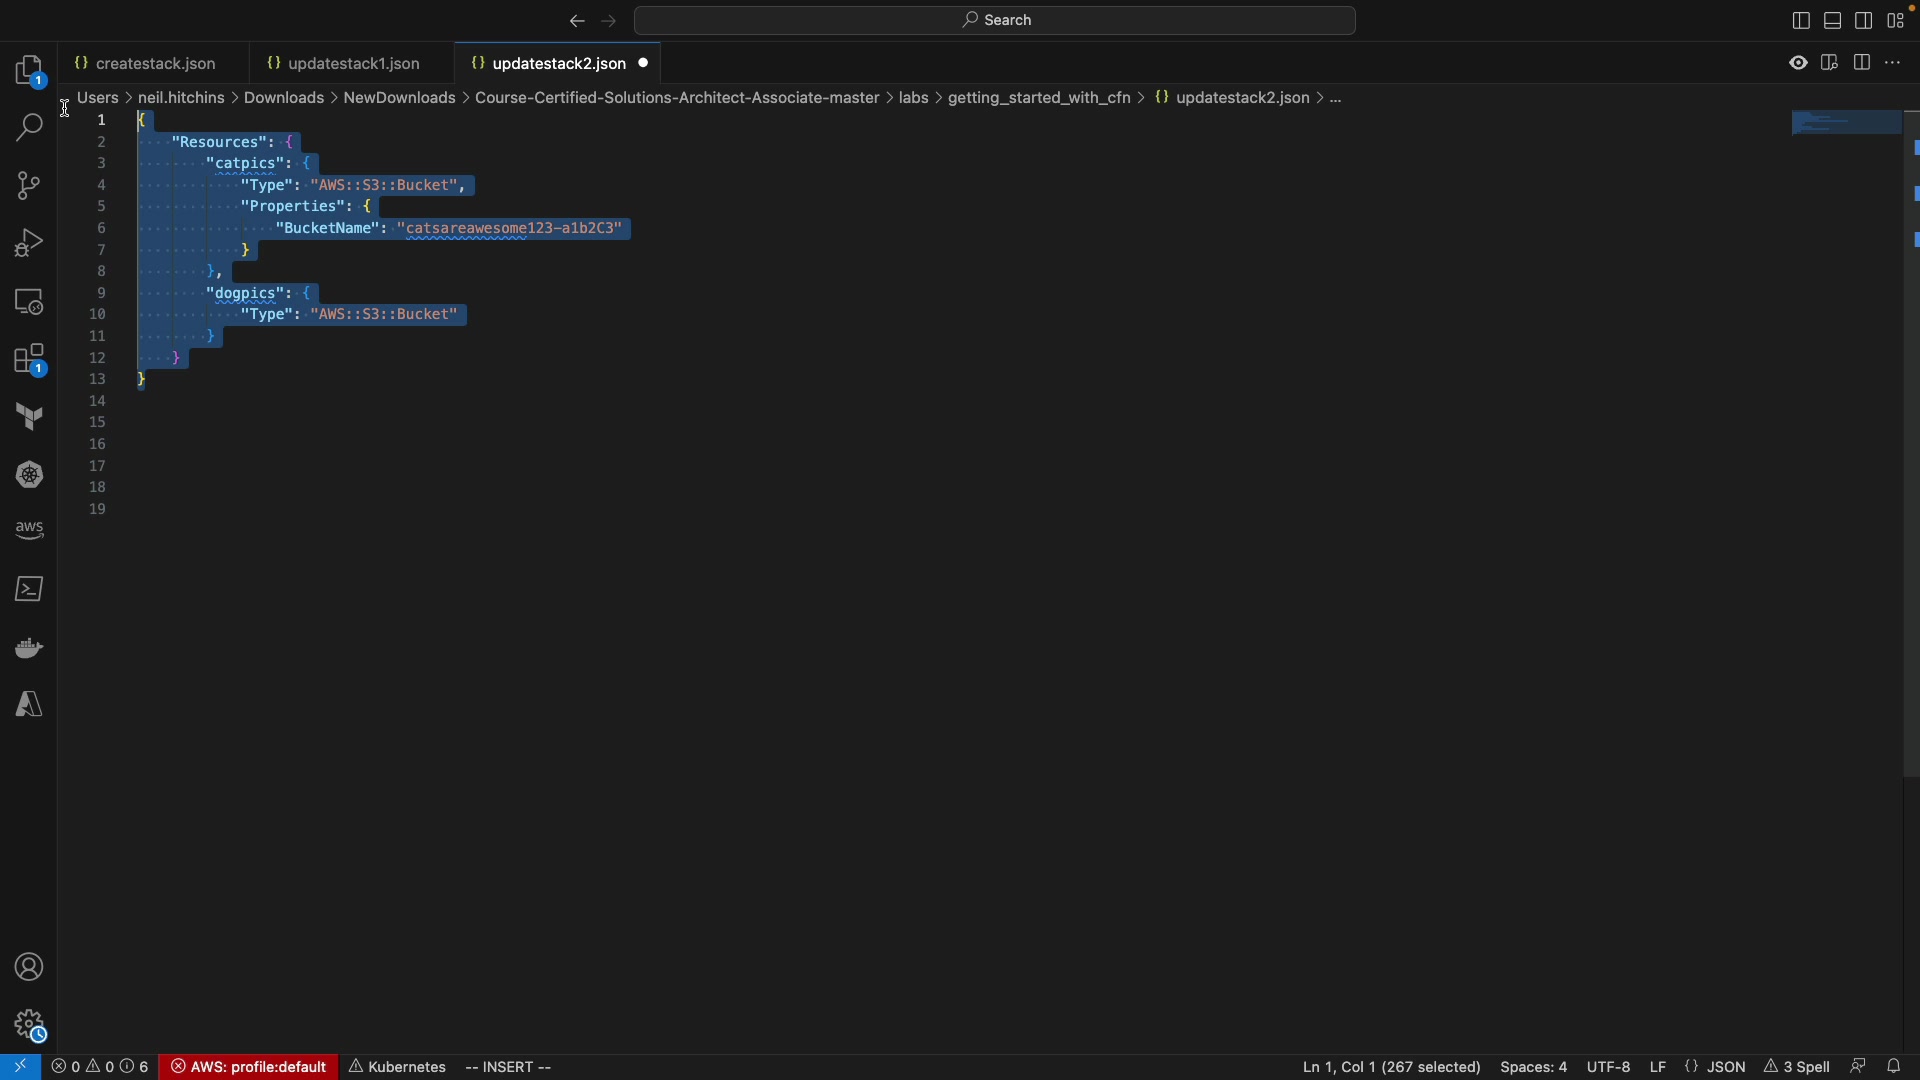 Search
createstack.json
updatestack1.json
updatestack2.json
Users > neil.hitchins > Downloads > NewDownloads > Course-Certified-Solutions-Architect-Associate-master > labs > getting_started_with_cfn > {} updatestack2.json > ...
1 {
2 "Resources": {
3 "catpics": {
4 "Type": "AWS::S3::Bucket",
5 "Properties": {
6 "BucketName": "catsareawesome123-a1b2C3"
7 }
8 },
9 "dogpics": {
10 "Type": "AWS::S3::Bucket"
11 }
12 }
13 }
14
15
16
17
18
19
1
1
aws
0 0 6 AWS: profile:default Kubernetes -- INSERT -- Ln 1, Col 1 (267 selected) Spaces: 4 UTF-8 LF {} JSON 3 Spell